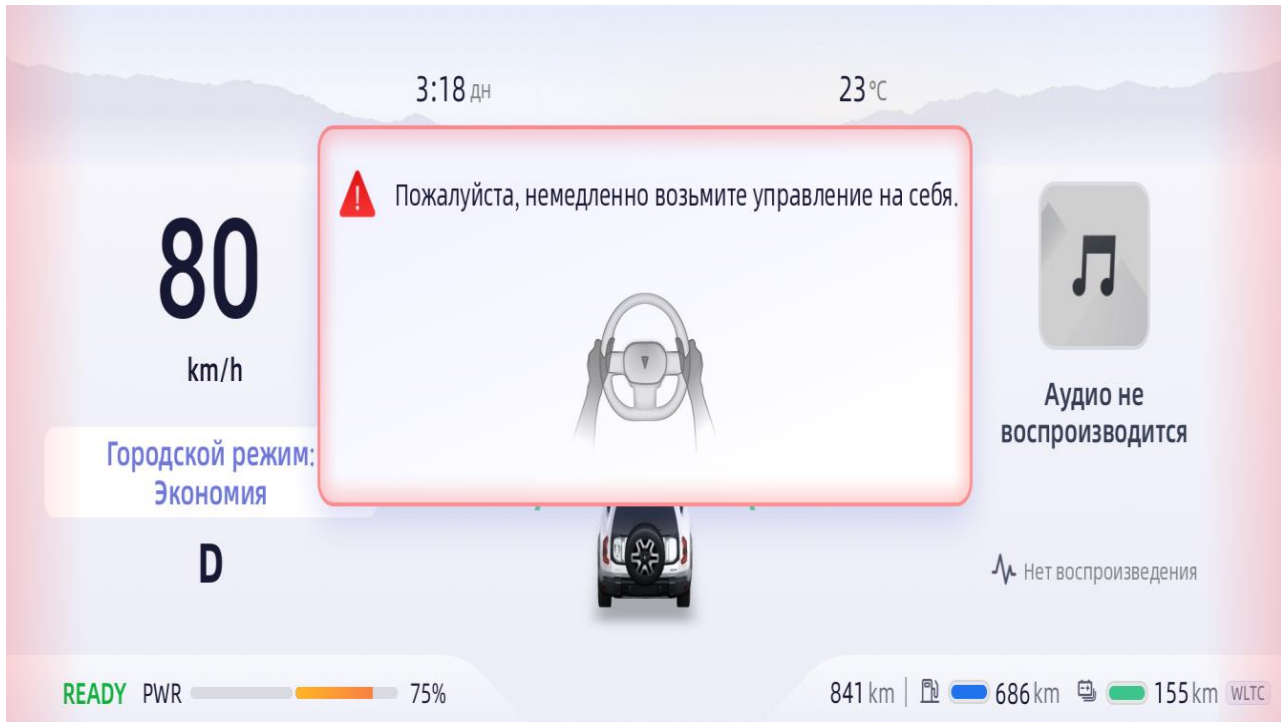 3:18 дн
23 °C
Пожалуйста, немедленно возьмите управление на себя.
80
km/h
Городской режим:
Экономия
D
Аудио не
воспроизводится
Нет воспроизведения
READY PWR 75%
841 km | 686 km 155 km WLTC